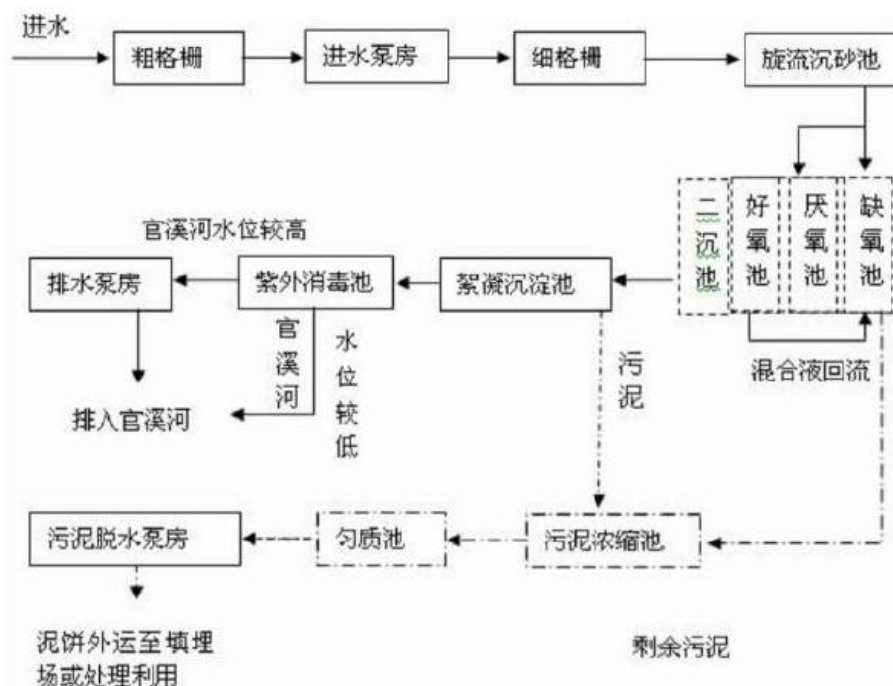 进水
粗格栅
进水泵房
细格栅
旋流沉砂池
二沉池
好氧池
厌氧池
缺氧池
官溪河水位较高
排水泵房
紫外消毒池
絮凝沉淀池
混合液回流
官溪河
水位较低
污泥
排入官溪河
污泥脱水泵房
匀质池
污泥浓缩池
泥饼外运至填埋
场或处理利用
剩余污泥